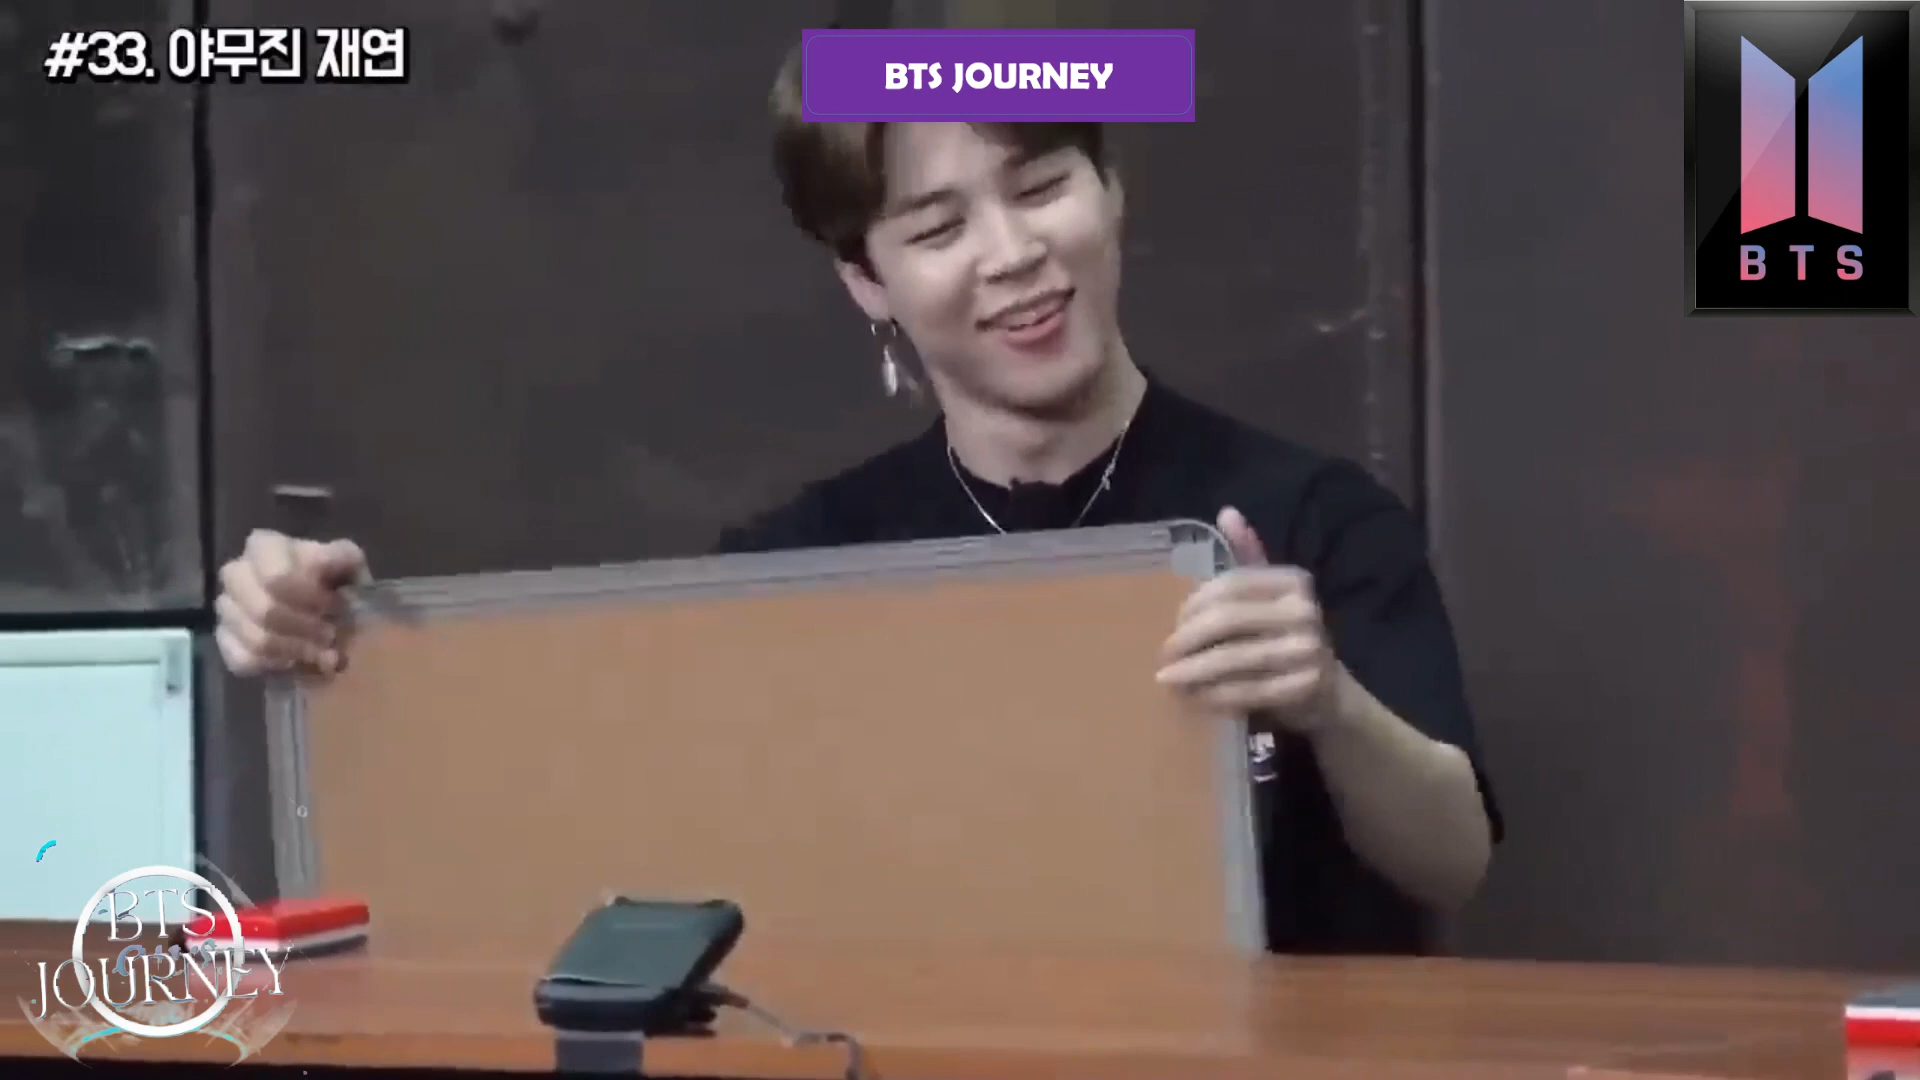 #33. 야무진 재연
BTS JOURNEY
BTS
BTS
JOURNEY